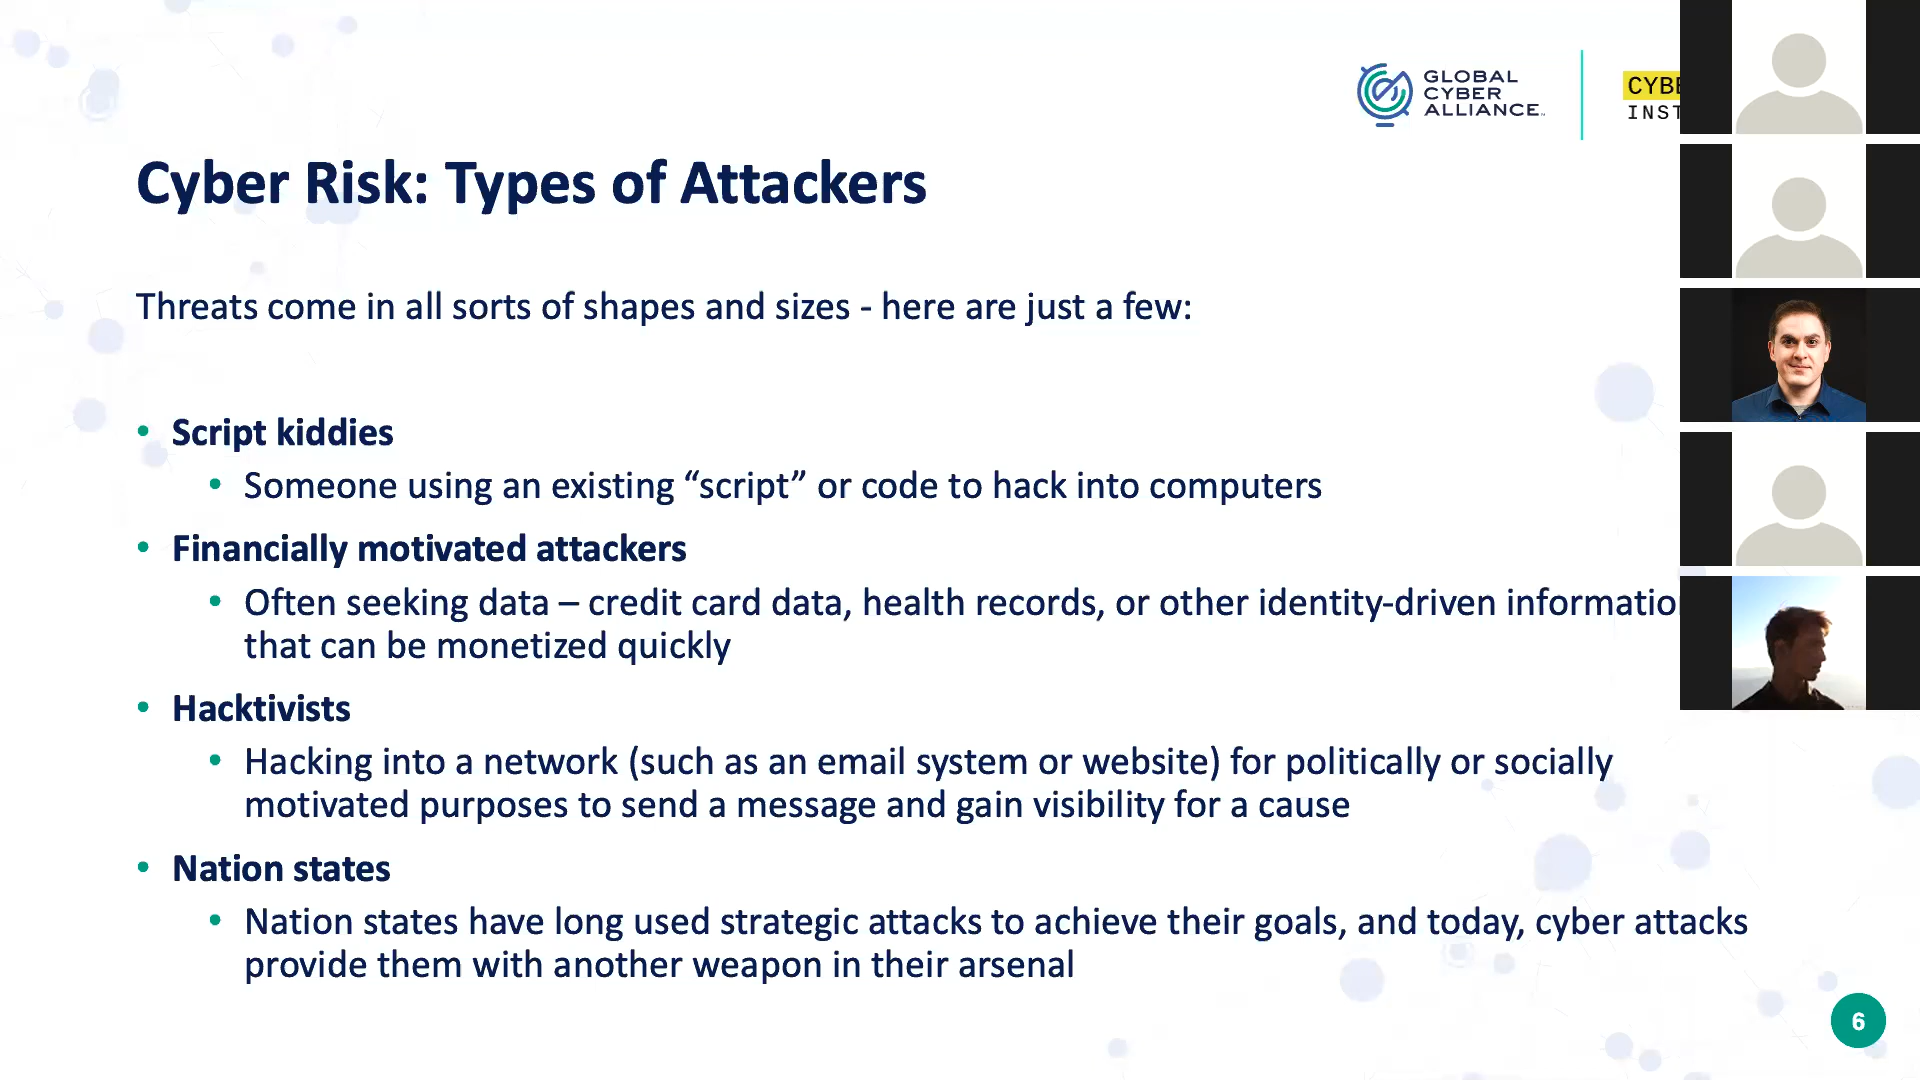 GLOBAL
CYBER
ALLIANCE
Cyber Risk: Types of Attackers
Threats come in all sorts of shapes and sizes - here are just a few:
• Script kiddies
• Someone using an existing “script” or code to hack into computers
• Financially motivated attackers
• Often seeking data – credit card data, health records, or other identity-driven
that can be monetized quickly
• Hacktivists
• Hacking into a network (such as an email system or website) for politically or socially
motivated purposes to send a message and gain visibility for a cause
• Nation states
• Nation states have long used strategic attacks to achieve their goals, and today, cyber attacks
provide them with another weapon in their arsenal
6